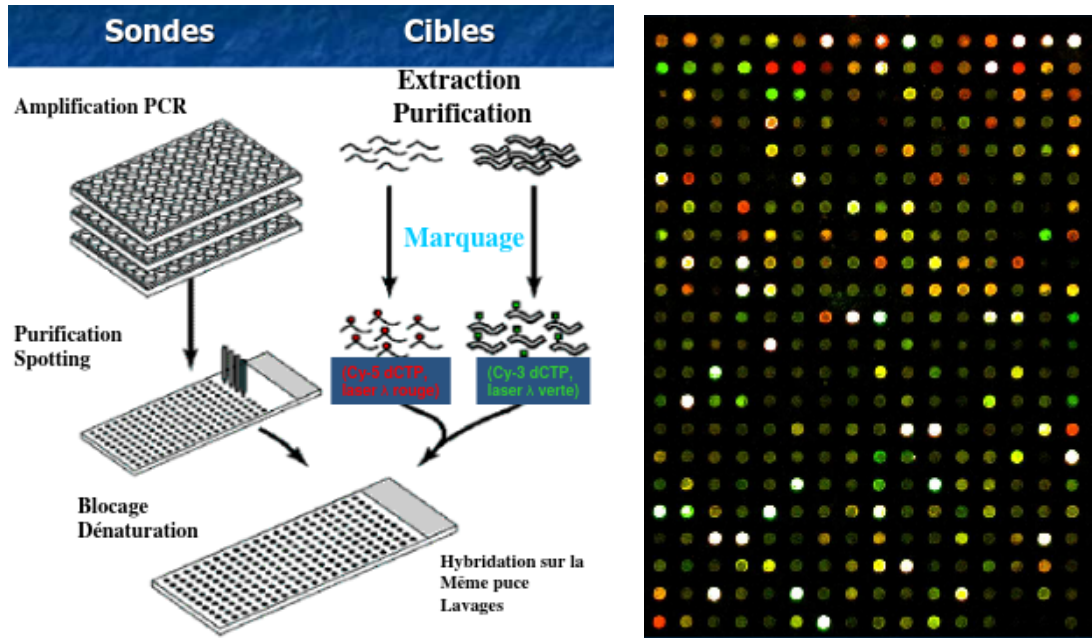 Sondes
Cibles
Amplification PCR
Extraction
Purification
Marquage
Purification
Spotting
(Cy-5 dCTP,
laser λ rouge)
(Cy-3 dCTP,
laser λ verte)
Blocage
Dénaturation
Hybridation sur la
Même puce
Lavages